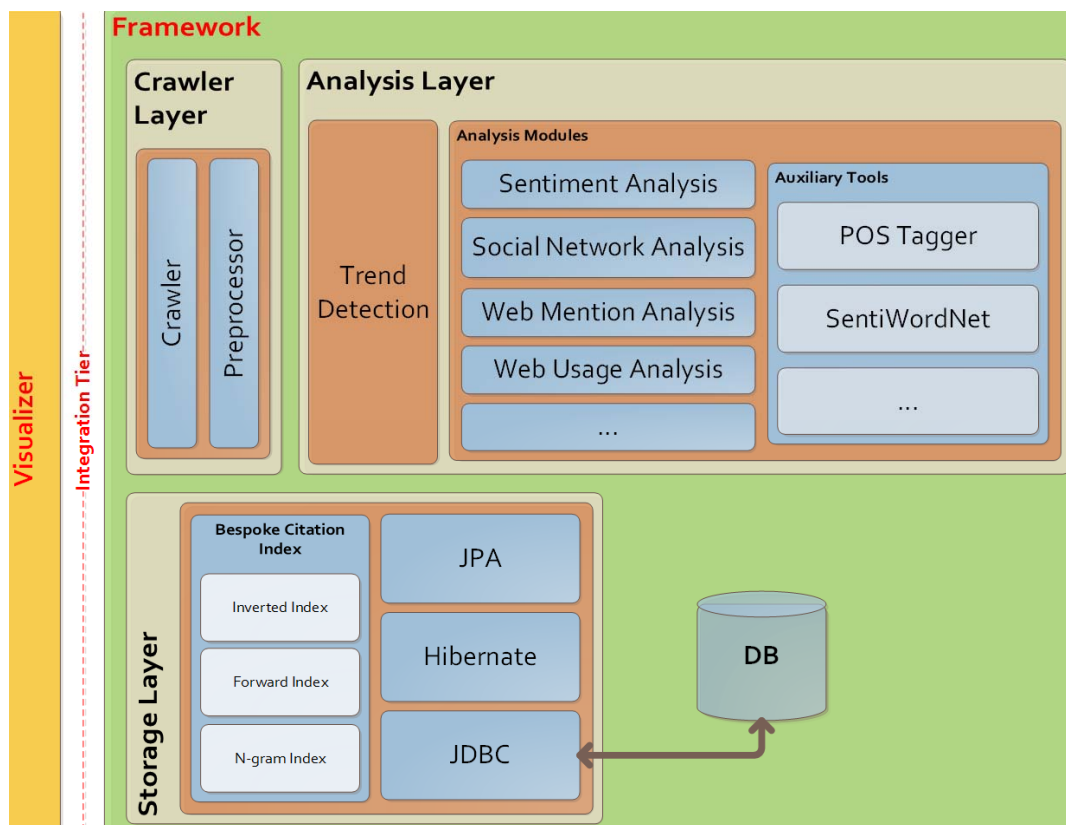 Visualizer
Integration Tier
Framework
Crawler
Layer
Crawler
Preprocessor
Analysis Layer
Trend
Detection
Analysis Modules
Sentiment Analysis
Social Network Analysis
Web Mention Analysis
Web Usage Analysis
...
Auxiliary Tools
POS Tagger
SentiWordNet
...
Storage Layer
Bespoke Citation
Index
Inverted Index
Forward Index
N-gram Index
JPA
Hibernate
JDBC
DB